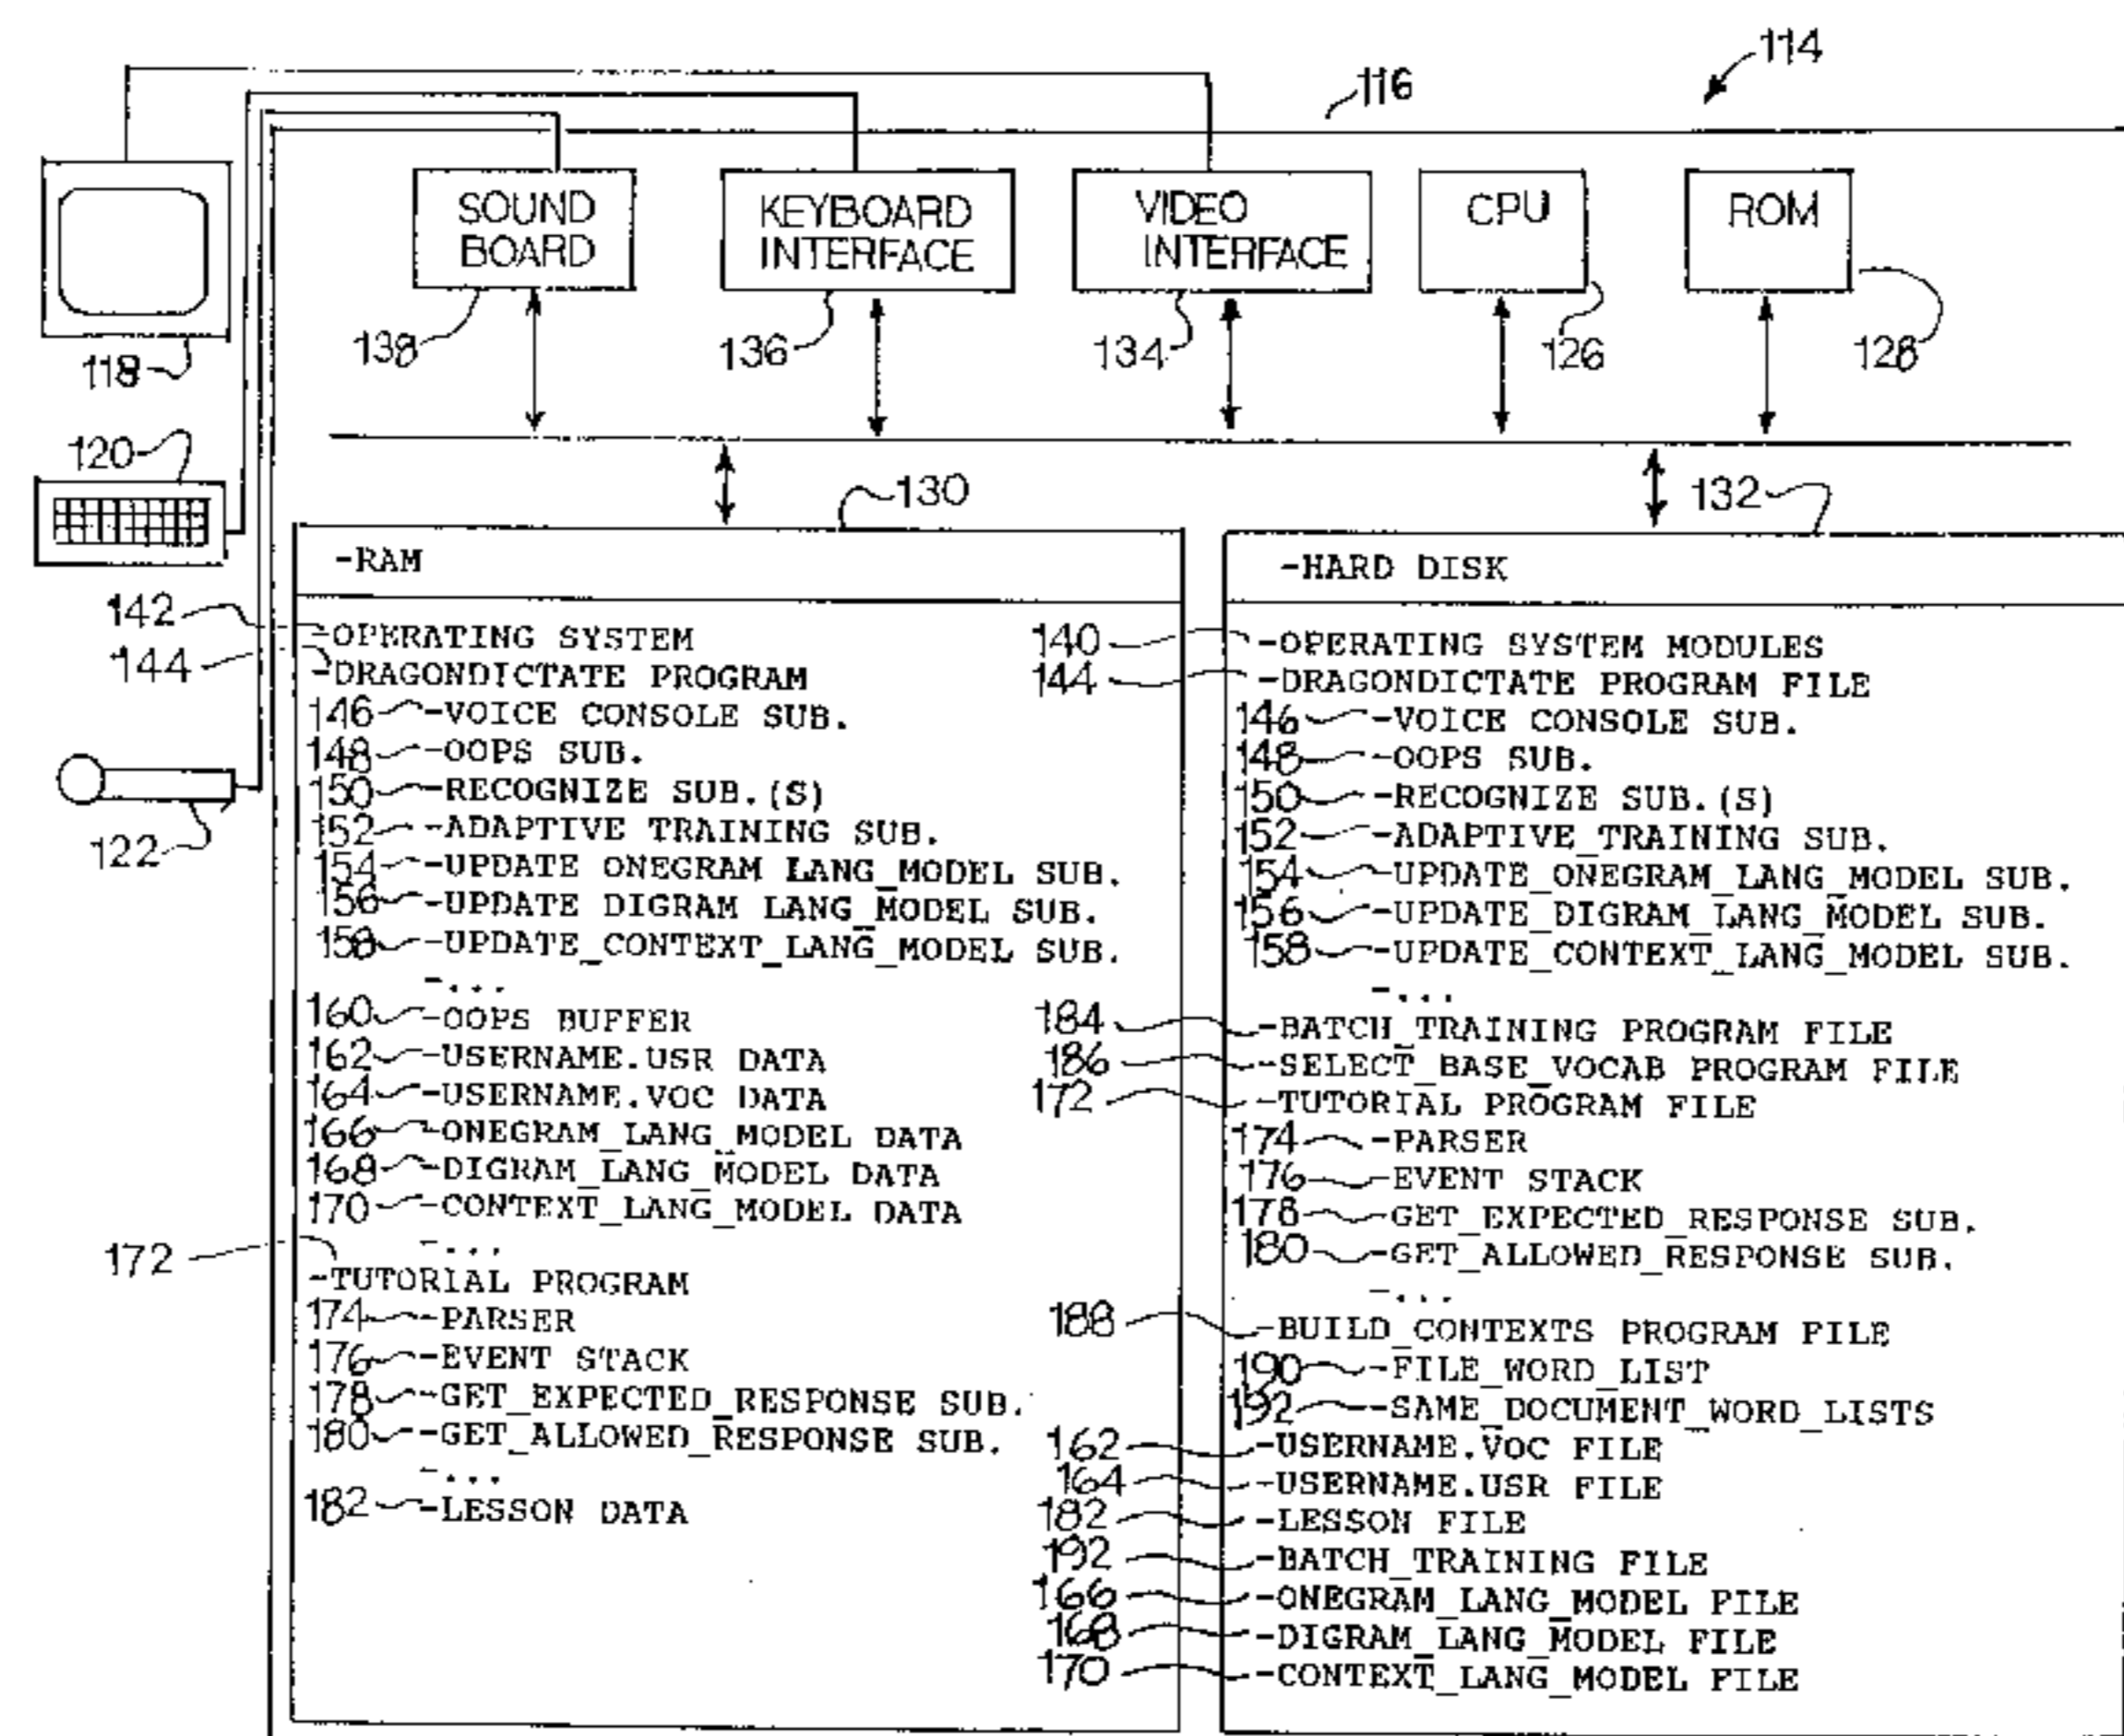 114
116
SOUND BOARD
KEYBOARD INTERFACE
VIDEO INTERFACE
CPU
ROM
118
138
136
134
126
128
120
130
132
-RAM
142 -OPERATING SYSTEM
144 -DRAGONDICTATE PROGRAM
146 -VOICE CONSOLE SUB.
148 -OOPS SUB.
150 -RECOGNIZE SUB.(S)
152 -ADAPTIVE TRAINING SUB.
154 -UPDATE ONEGRAM LANG_MODEL SUB.
156 -UPDATE DIGRAM LANG_MODEL SUB.
158 -UPDATE_CONTEXT_LANG_MODEL SUB.
-...
160 -OOPS BUFFER
162 -USERNAME.USR DATA
164 -USERNAME.VOC DATA
166 -ONEGRAM_LANG_MODEL DATA
168 -DIGRAM_LANG_MODEL DATA
170 -CONTEXT_LANG_MODEL DATA
-...
172 -TUTORIAL PROGRAM
174 -PARSER
176 -EVENT STACK
178 -GET_EXPECTED_RESPONSE SUB.
180 -GET_ALLOWED_RESPONSE SUB.
-...
182 -LESSON DATA
122
-HARD DISK
140 -OPERATING SYSTEM MODULES
144 -DRAGONDICTATE PROGRAM FILE
146 -VOICE CONSOLE SUB.
148 -OOPS SUB.
150 -RECOGNIZE SUB.(S)
152 -ADAPTIVE_TRAINING SUB.
154 -UPDATE_ONEGRAM_LANG_MODEL SUB.
156 -UPDATE_DIGRAM_LANG_MODEL SUB.
158 -UPDATE_CONTEXT_LANG_MODEL SUB.
-...
184 -BATCH_TRAINING PROGRAM FILE
186 -SELECT_BASE_VOCAB PROGRAM FILE
172 -TUTORIAL PROGRAM FILE
174 -PARSER
176 -EVENT STACK
178 -GET_EXPECTED_RESPONSE SUB.
180 -GET_ALLOWED_RESPONSE SUB.
-...
188 -BUILD_CONTEXTS PROGRAM FILE
190 -FILE_WORD_LIST
192 -SAME_DOCUMENT_WORD_LISTS
162 -USERNAME.VOC FILE
164 -USERNAME.USR FILE
182 -LESSON FILE
192 -BATCH_TRAINING FILE
166 -ONEGRAM_LANG_MODEL FILE
168 -DIGRAM_LANG_MODEL FILE
170 -CONTEXT_LANG_MODEL FILE